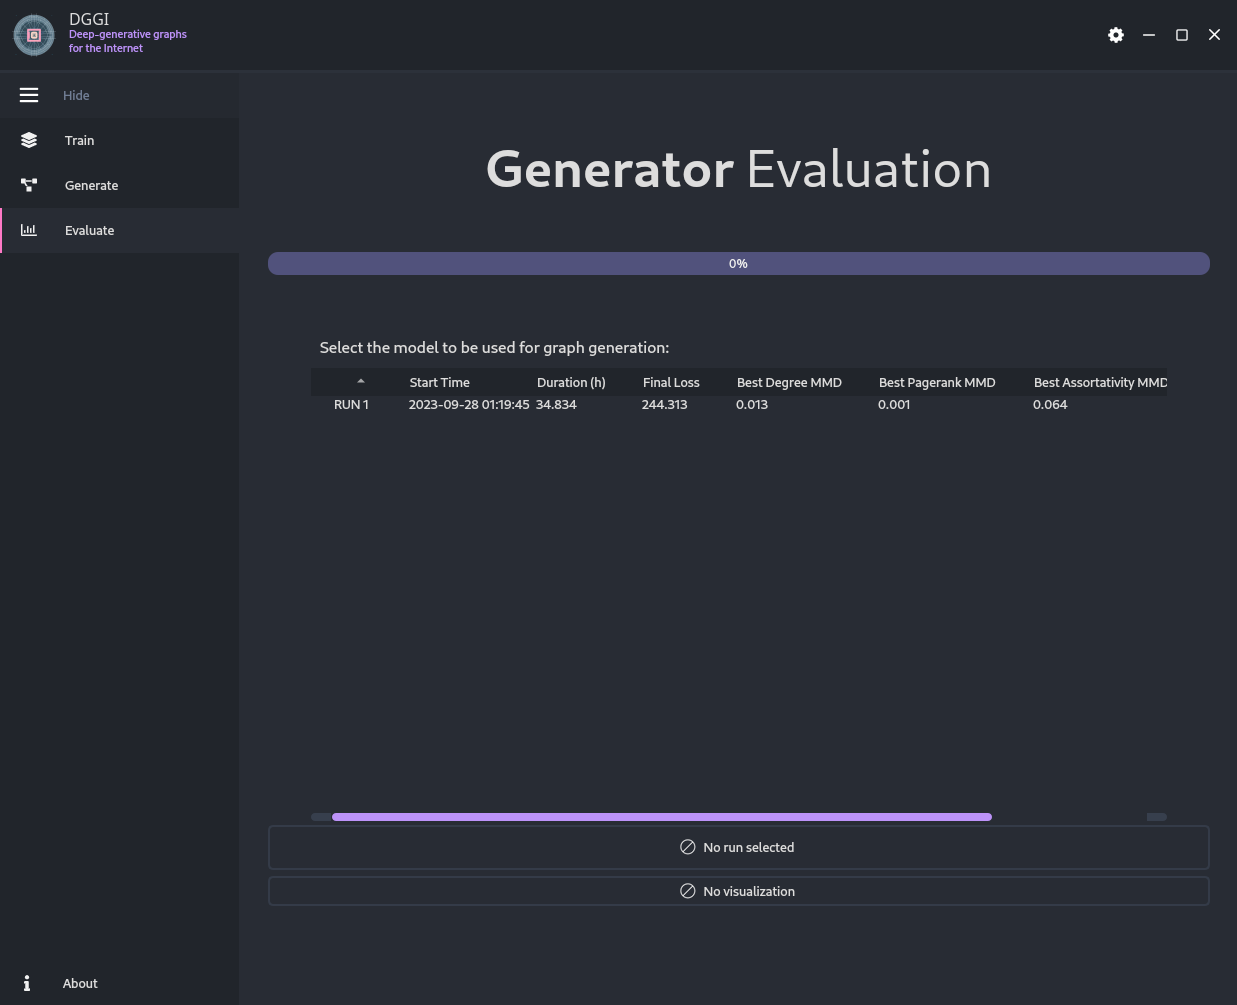 DGGI
Deep-generative graphs
for the Internet
Hide
Train
Generate
Evaluate
Generator Evaluation
0%
Select the model to be used for graph generation:
Start Time Duration (h) Final Loss Best Degree MMD Best Pagerank MMD Best Assortativity MMD
RUN 1 2023-09-28 01:19:45 34.834 244.313 0.013 0.001 0.064
No run selected
No visualization
About